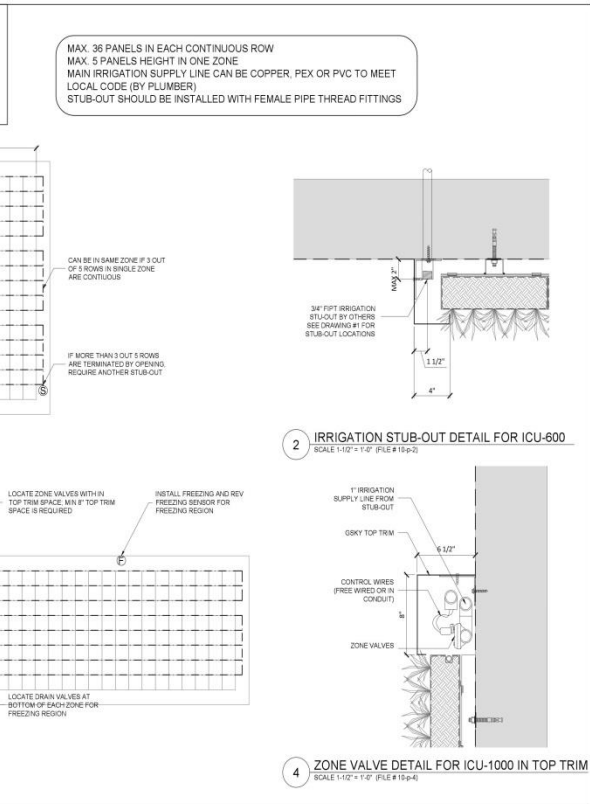 MAX. 36 PANELS IN EACH CONTINUOUS ROW
MAX. 5 PANELS HEIGHT IN ONE ZONE
MAIN IRRIGATION SUPPLY LINE CAN BE COPPER, PEX OR PVC TO MEET
LOCAL CODE (BY PLUMBER)
STUB-OUT SHOULD BE INSTALLED WITH FEMALE PIPE THREAD FITTINGS
CAN BE IN SAME ZONE IF 3 OUT
OF 5 ROWS IN SINGLE ZONE
ARE CONTIUOUS
IF MORE THAN 3 OUT 5 ROWS
ARE TERMINATED BY OPENING,
REQUIRE ANOTHER STUB-OUT
S
MAX 2"
3/4" FIPT IRRIGATION
STU-OUT BY OTHERS
SEE DRAWING #1 FOR
STUB-OUT LOCATIONS
1 1/2"
4"
2 IRRIGATION STUB-OUT DETAIL FOR ICU-600
SCALE 1-1/2" = 1'-0" (FILE # 10-p-2)
LOCATE ZONE VALVES WITH IN
TOP TRIM SPACE; MIN 8" TOP TRIM
SPACE IS REQUIRED
INSTALL FREEZING AND REV
FREEZING SENSOR FOR
FREEZING REGION
F
LOCATE DRAIN VALVES AT
BOTTOM OF EACH ZONE FOR
FREEZING REGION
1" IRRIGATION
SUPPLY LINE FROM
STUB-OUT
GSKY TOP TRIM
6 1/2"
CONTROL WIRES
(FREE WIRED OR IN
CONDUIT)
8"
ZONE VALVES
4 ZONE VALVE DETAIL FOR ICU-1000 IN TOP TRIM
SCALE 1-1/2" = 1'-0" (FILE # 10-p-4)